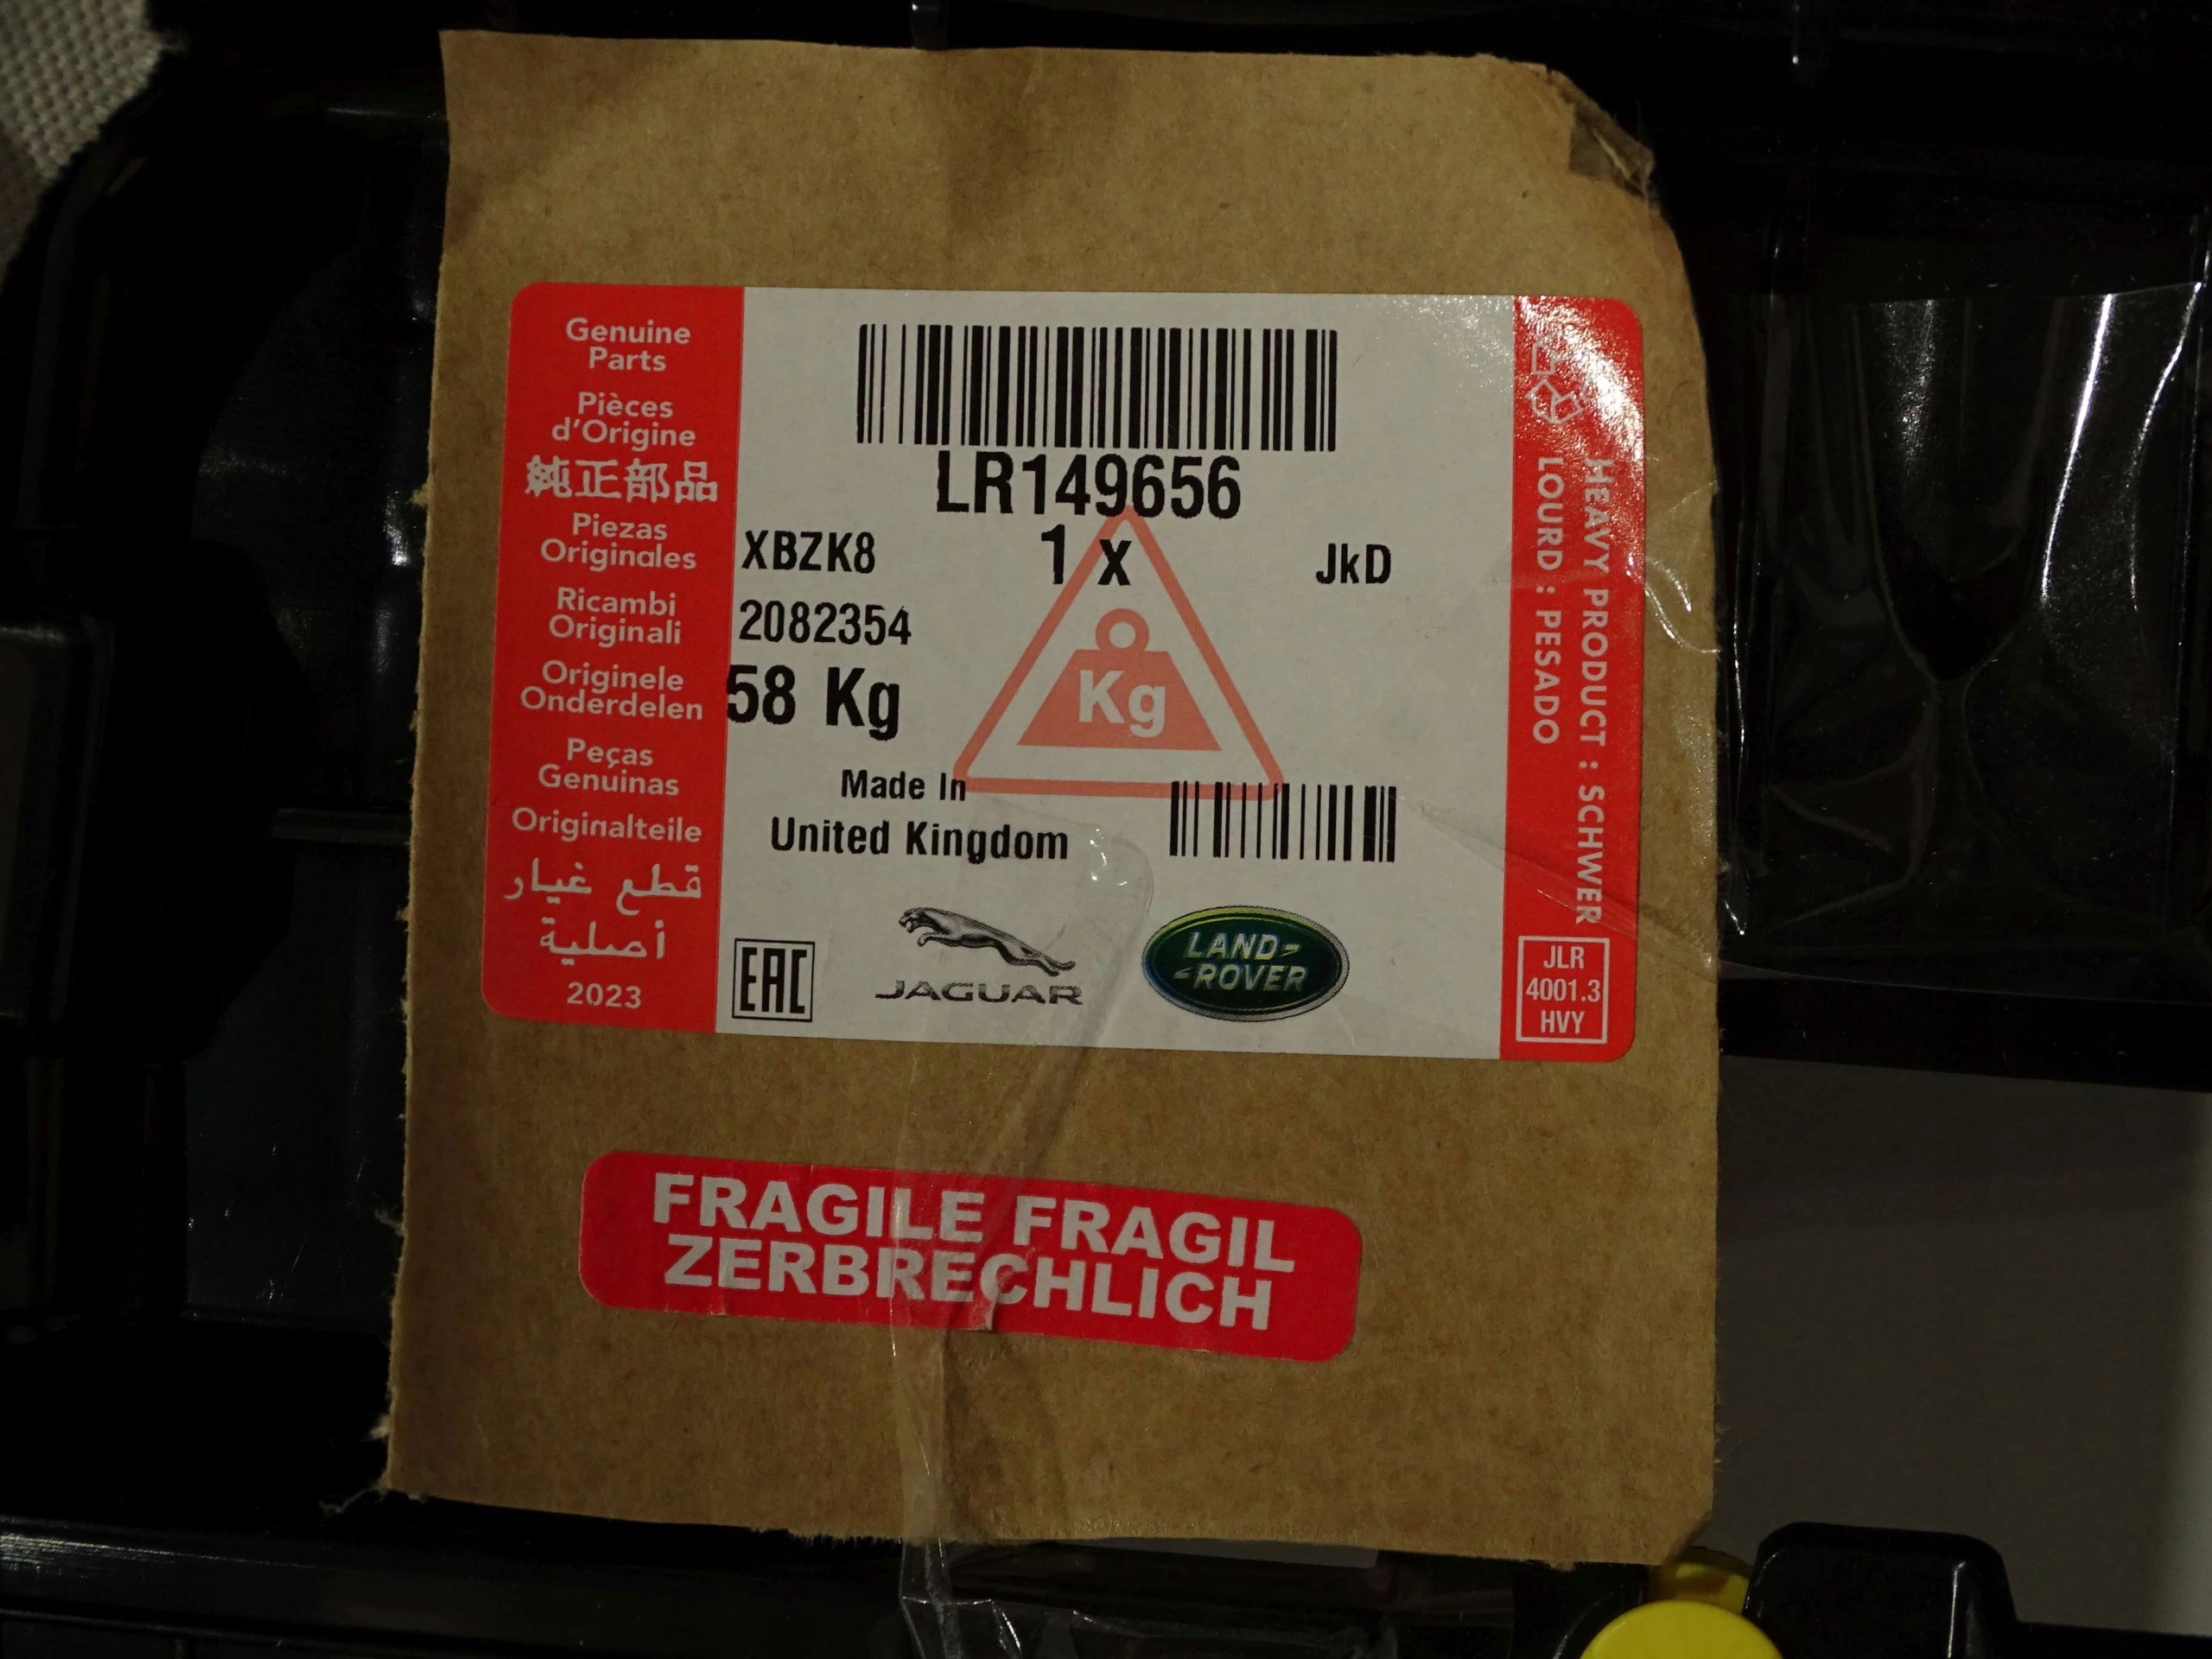 Genuine
Parts
Pièces
d'Origine
純正部品
Piezas
Originales
Ricambi
Originali
Originele
Onderdelen
Peças
Genuinas
Originalteile
قطع غيار
أصلية
2023
LR149656
XBZK8
1 x
JkD
2082354
58 Kg
Kg
Made In
United Kingdom
EAC
JAGUAR
LAND-
-ROVER
HEAVY PRODUCT : SCHWER
LOURD : PESADO
JLR
4001.3
HVY
FRAGILE FRAGIL
ZERBRECHLICH